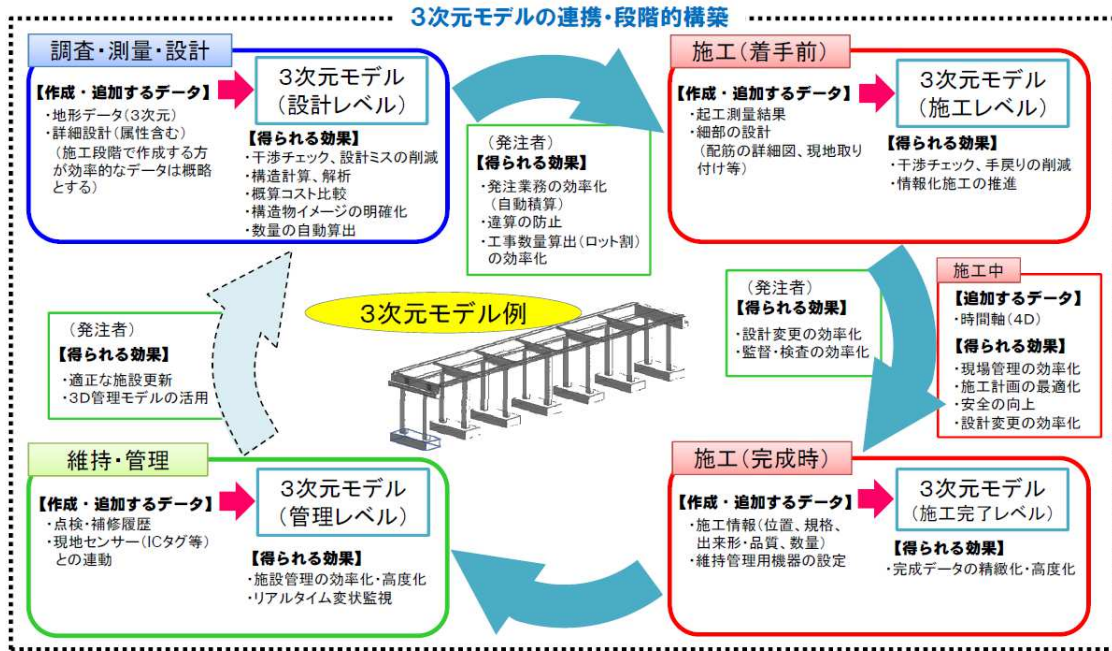 3次元モデルの連携・段階的構築
調査・測量・設計
【作成・追加するデータ】
・地形データ(3次元)
・詳細設計(属性含む)
(施工段階で作成する方
が効率的なデータは概略
とする)
3次元モデル
(設計レベル)
【得られる効果】
・干渉チェック、設計ミスの削減
・構造計算、解析
・概算コスト比較
・構造物イメージの明確化
・数量の自動算出
(発注者)
【得られる効果】
・発注業務の効率化
(自動積算)
・違算の防止
・工事数量算出(ロット割)
の効率化
施工(着手前)
【作成・追加するデータ】
・起工測量結果
・細部の設計
(配筋の詳細図、現地取り
付け等)
3次元モデル
(施工レベル)
【得られる効果】
・干渉チェック、手戻りの削減
・情報化施工の推進
(発注者)
【得られる効果】
・設計変更の効率化
・監督・検査の効率化
施工中
【追加するデータ】
・時間軸(4D)
【得られる効果】
・現場管理の効率化
・施工計画の最適化
・安全の向上
・設計変更の効率化
3次元モデル例
(発注者)
【得られる効果】
・適正な施設更新
・3D管理モデルの活用
施工(完成時)
【作成・追加するデータ】
・施工情報(位置、規格、
出来形・品質、数量)
・維持管理用機器の設定
3次元モデル
(施工完了レベル)
【得られる効果】
・完成データの精緻化・高度化
維持・管理
【作成・追加するデータ】
・点検・補修履歴
・現地センサー(ICタグ等)
との連動
3次元モデル
(管理レベル)
【得られる効果】
・施設管理の効率化・高度化
・リアルタイム変状監視